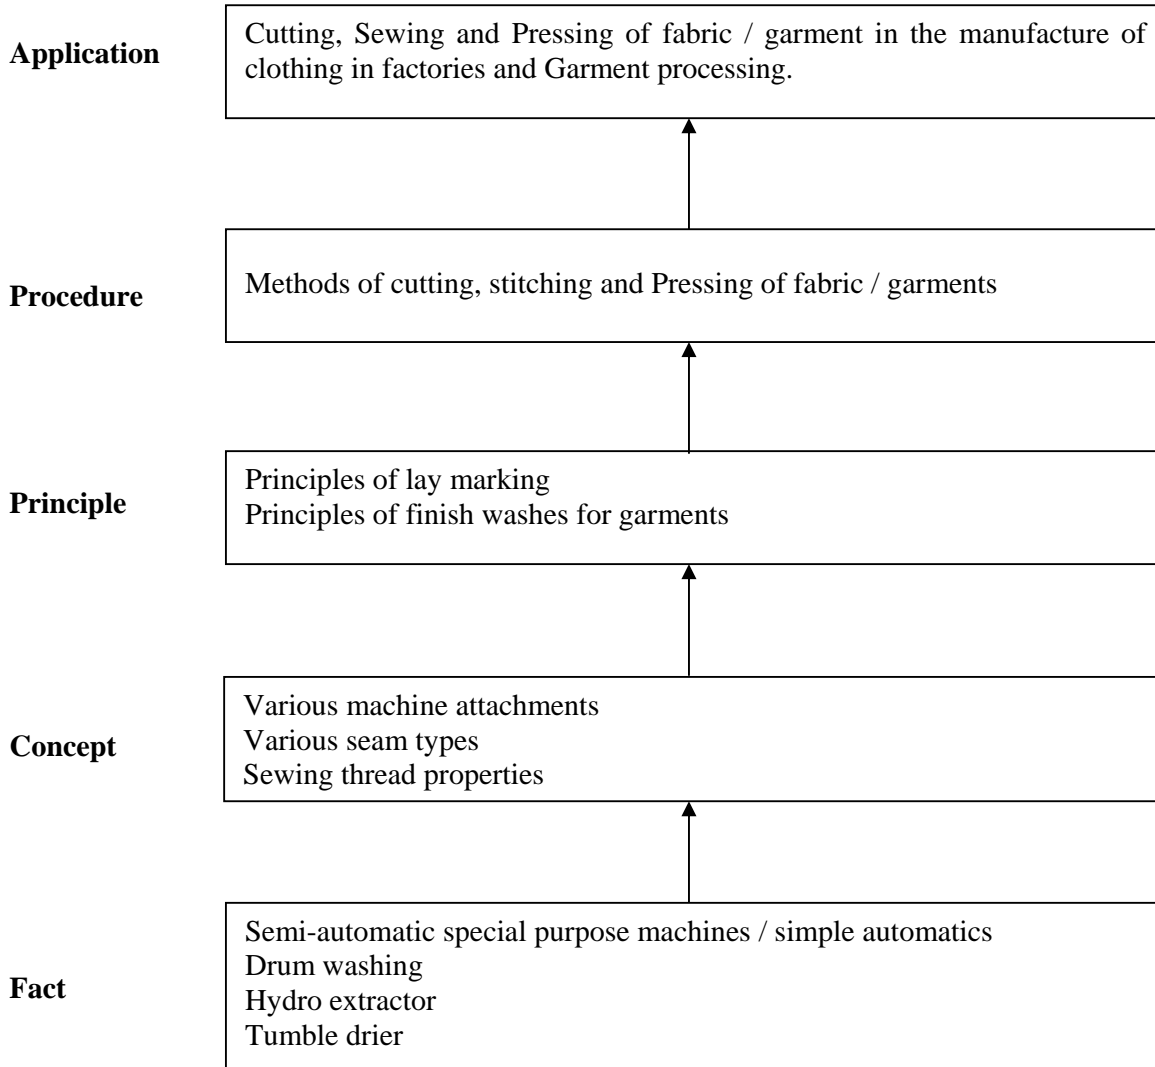 Application
Cutting, Sewing and Pressing of fabric / garment in the manufacture of
clothing in factories and Garment processing.
Procedure
Methods of cutting, stitching and Pressing of fabric / garments
Principle
Principles of lay marking
Principles of finish washes for garments
Concept
Various machine attachments
Various seam types
Sewing thread properties
Fact
Semi-automatic special purpose machines / simple automatics
Drum washing
Hydro extractor
Tumble drier